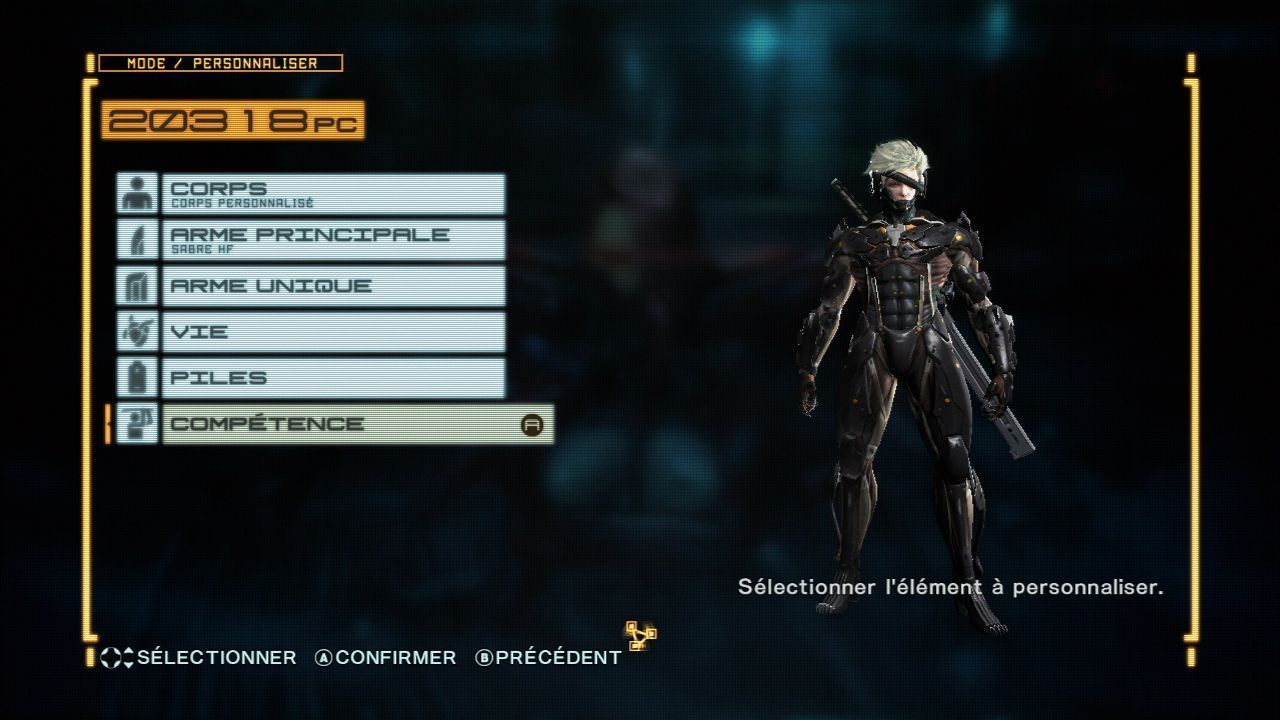 MODE / PERSONNALISER
20318PC
CORPS
CORPS PERSONNALISÉ
ARME PRINCIPALE
SABRE HF
ARME UNIQUE
VIE
PILES
COMPÉTENCE A
Sélectionner l'élément à personnaliser.
SÉLECTIONNER A CONFIRMER B PRÉCÉDENT